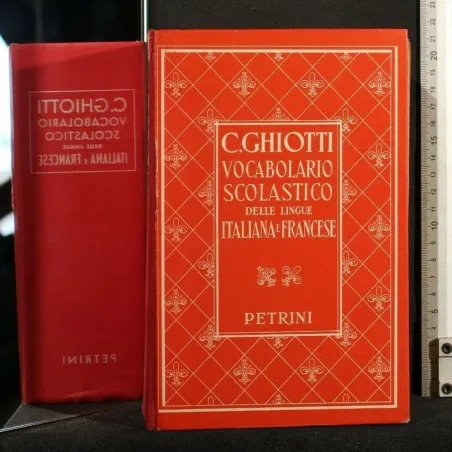 C. GHIOTTI
VOCABOLARIO
SCOLASTICO
DELLE LINGUE
ITALIANA E FRANCESE
PETRINI
C. GHIOTTI
VOCABOLARIO
SCOLASTICO
DELLE LINGUE
ITALIANA E FRANCESE
PETRINI